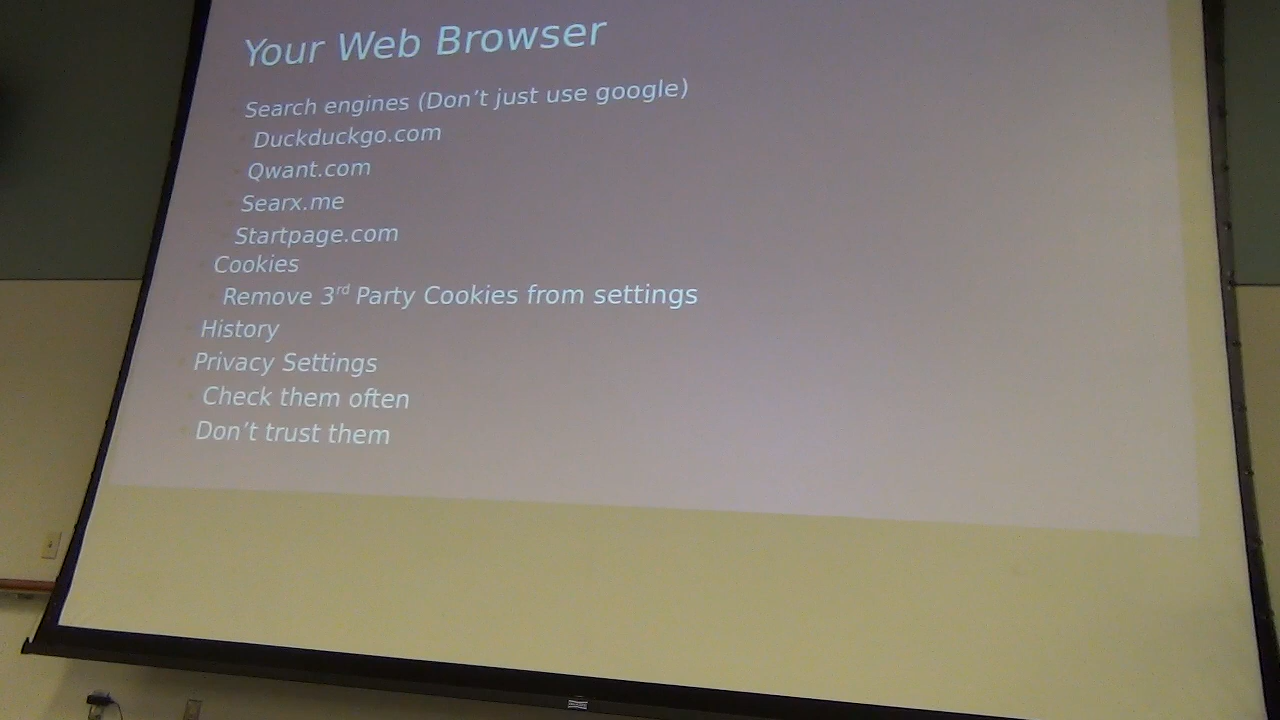 Your Web Browser
Search engines (Don’t just use google)
Duckduckgo.com
Qwant.com
Searx.me
Startpage.com
Cookies
Remove 3rd Party Cookies from settings
History
Privacy Settings
Check them often
Don’t trust them